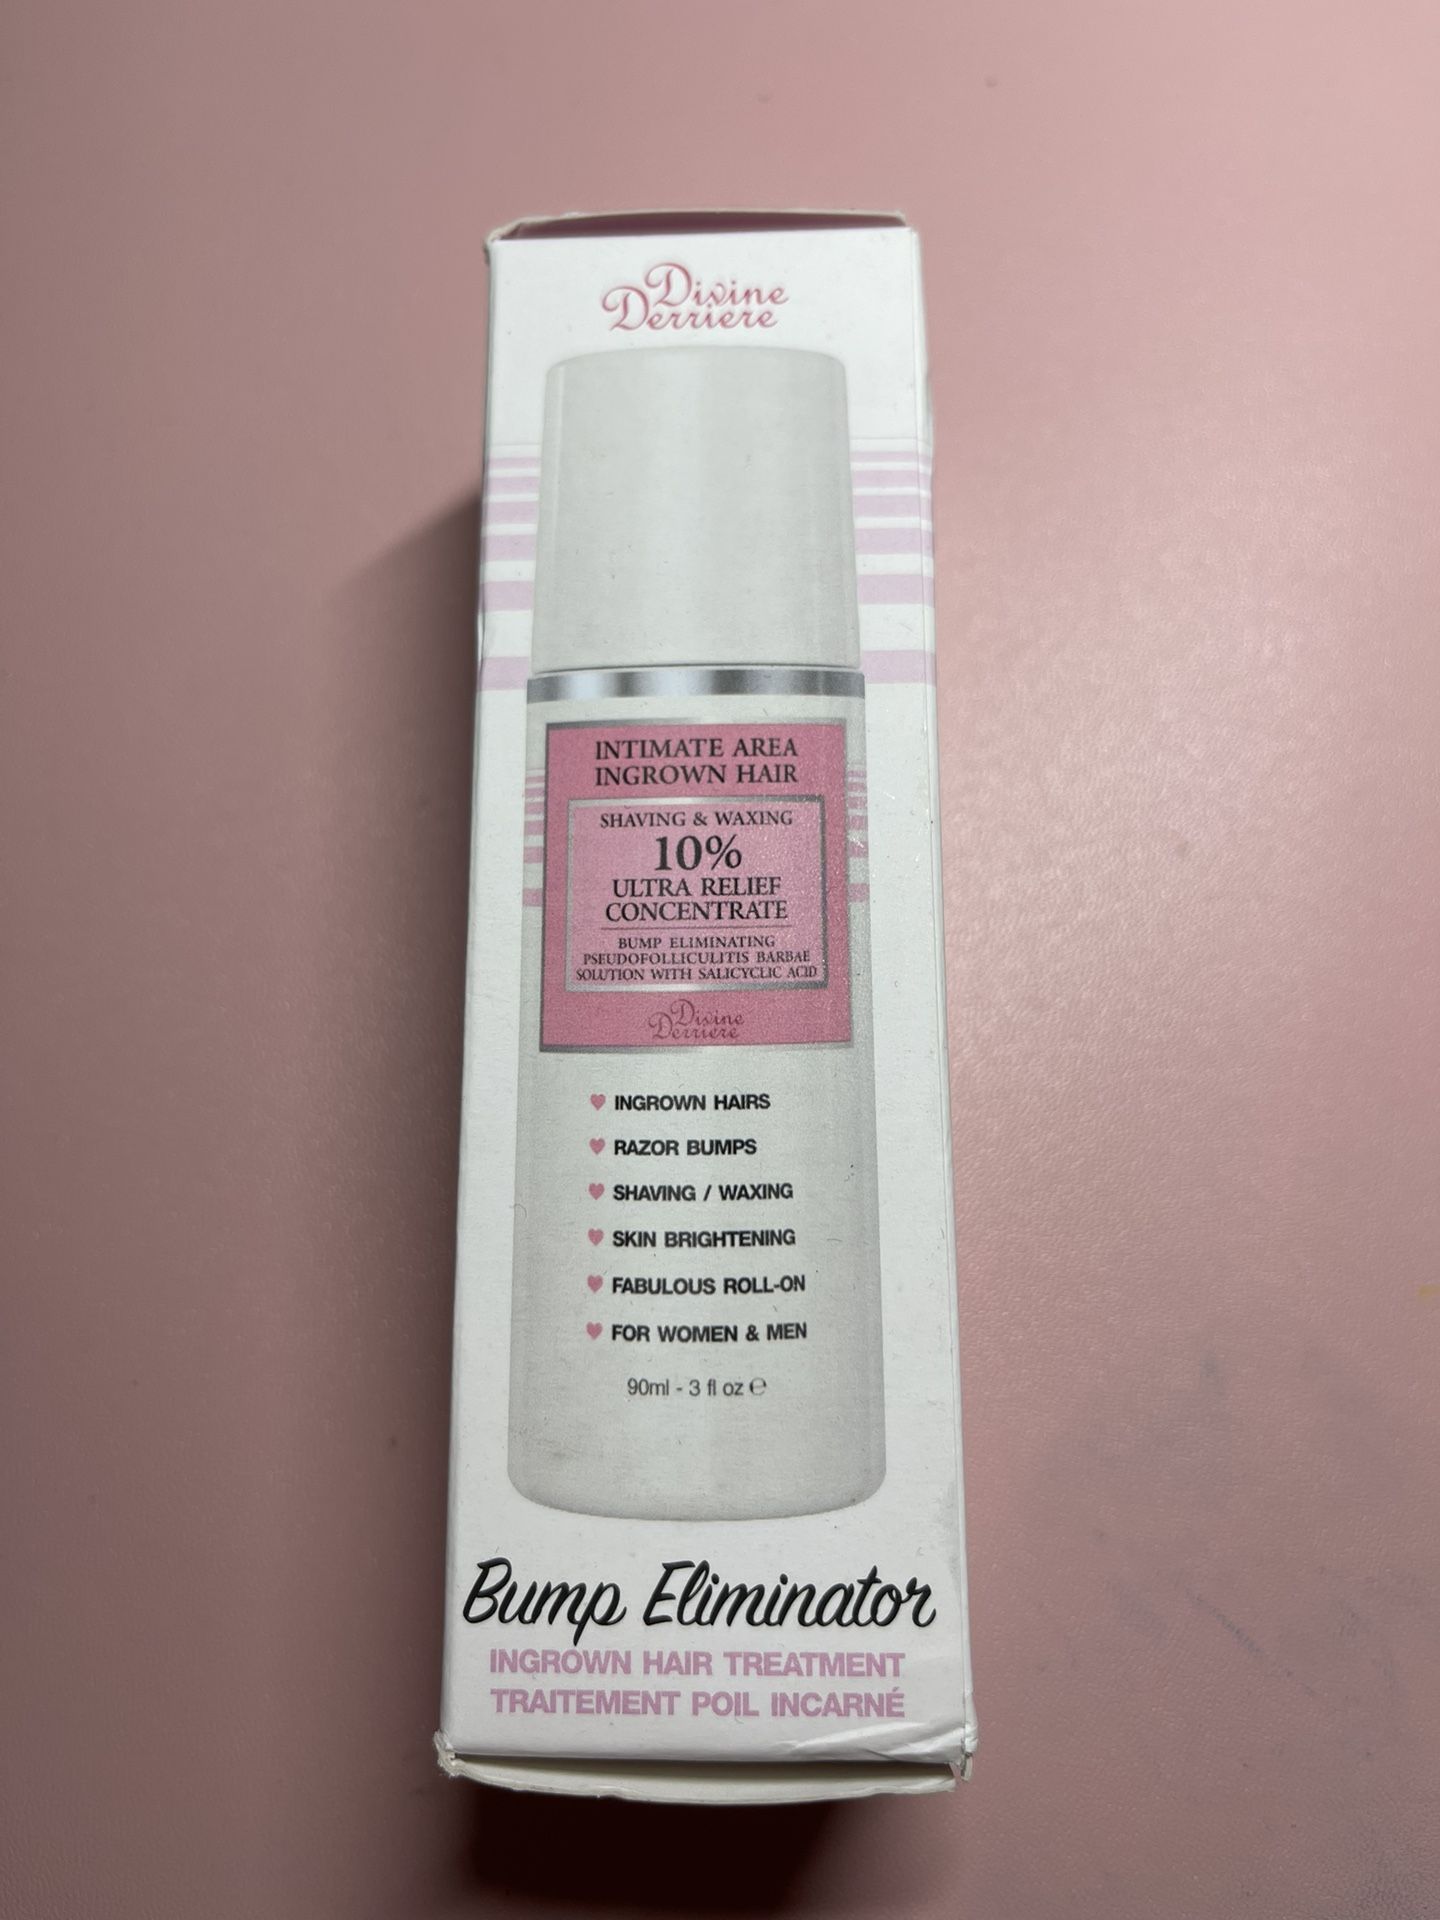 Divine
Derriere
INTIMATE AREA
INGROWN HAIR
SHAVING & WAXING
10%
ULTRA RELIEF
CONCENTRATE
BUMP ELIMINATING
PSEUDOFOLLICULITIS BARBAE
SOLUTION WITH SALICYCLIC ACID
Divine
Derriere
INGROWN HAIRS
RAZOR BUMPS
SHAVING / WAXING
SKIN BRIGHTENING
FABULOUS ROLL-ON
FOR WOMEN & MEN
90ml - 3 fl oz ℮
Bump Eliminator
INGROWN HAIR TREATMENT
TRAITEMENT POIL INCARNÉ